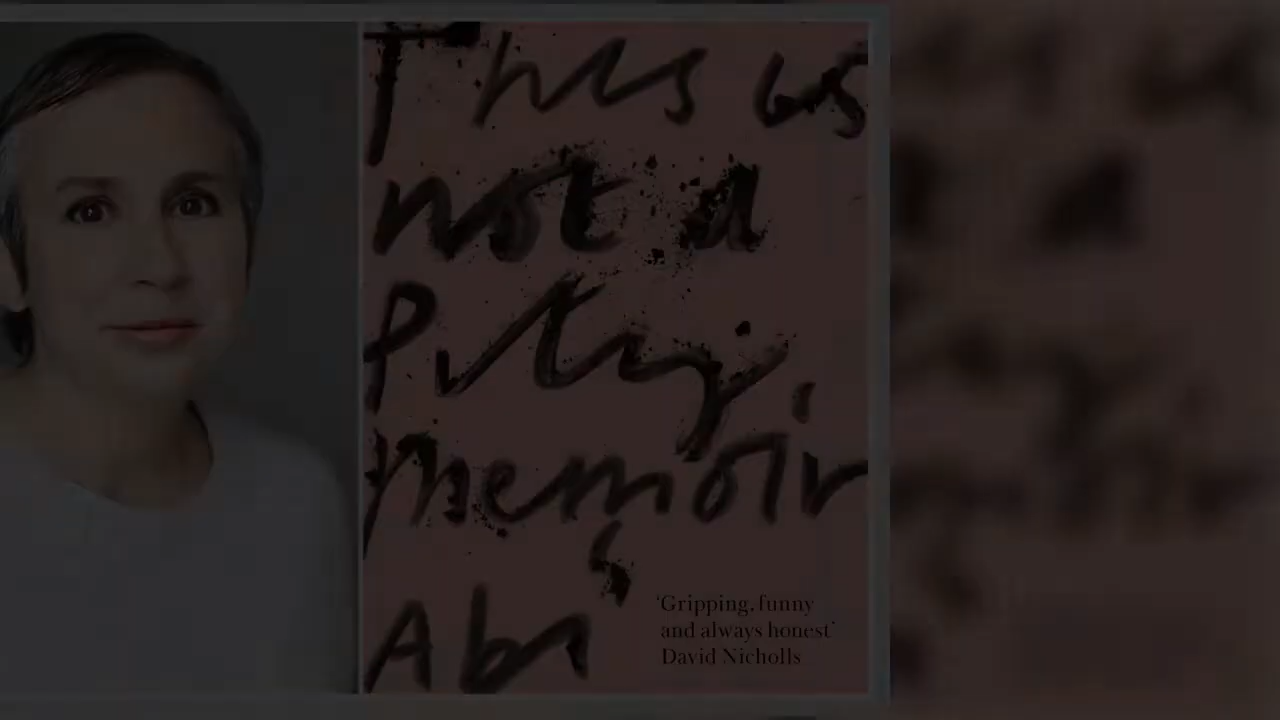 This is
not a
Pity
memoir
Abi
'Gripping, funny
and always honest'
David Nicholls